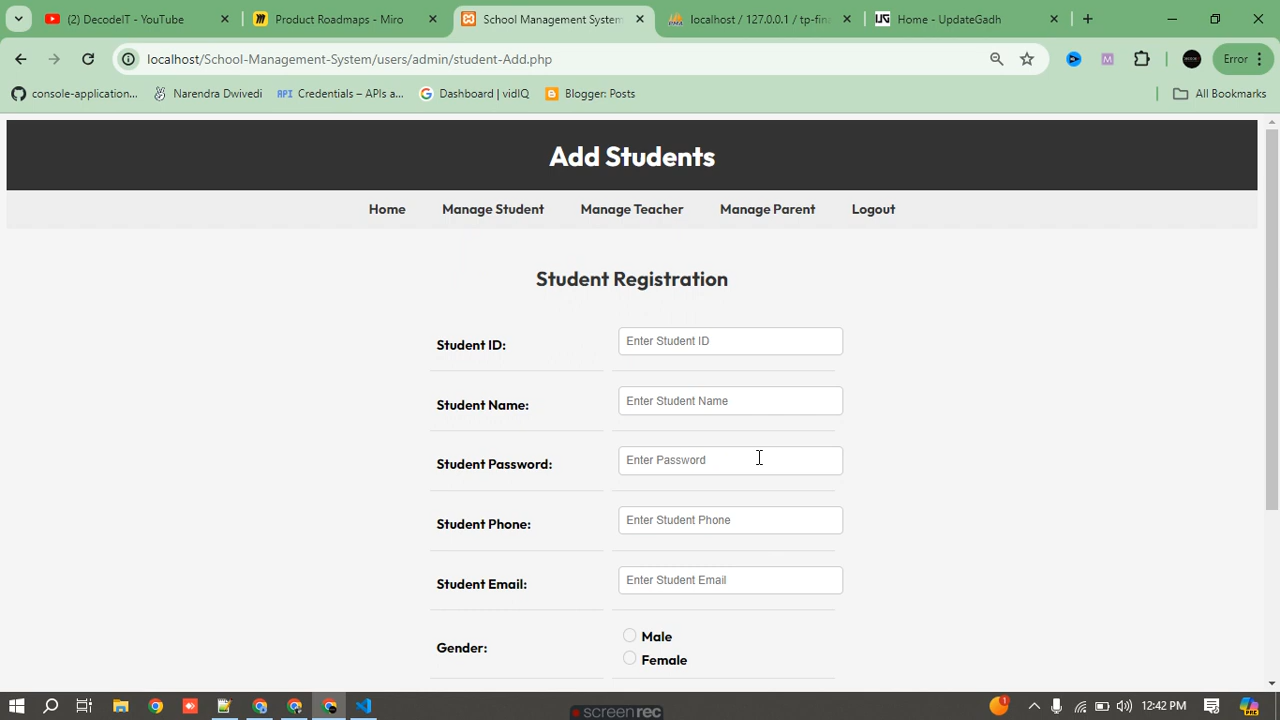 (2) DecodeIT - YouTube
Product Roadmaps - Miro
School Management System
localhost / 127.0.0.1 / tp-fina
Home - UpdateGadh
localhost/School-Management-System/users/admin/student-Add.php
Error
console-application...
Narendra Dwivedi
API Credentials – APIs a...
Dashboard | vidIQ
Blogger: Posts
All Bookmarks
Add Students
Home Manage Student Manage Teacher Manage Parent Logout
Student Registration
Student ID: Enter Student ID
Student Name: Enter Student Name
Student Password: Enter Password
Student Phone: Enter Student Phone
Student Email: Enter Student Email
Gender: Male
Female
screenrec
1
12:42 PM
PRE